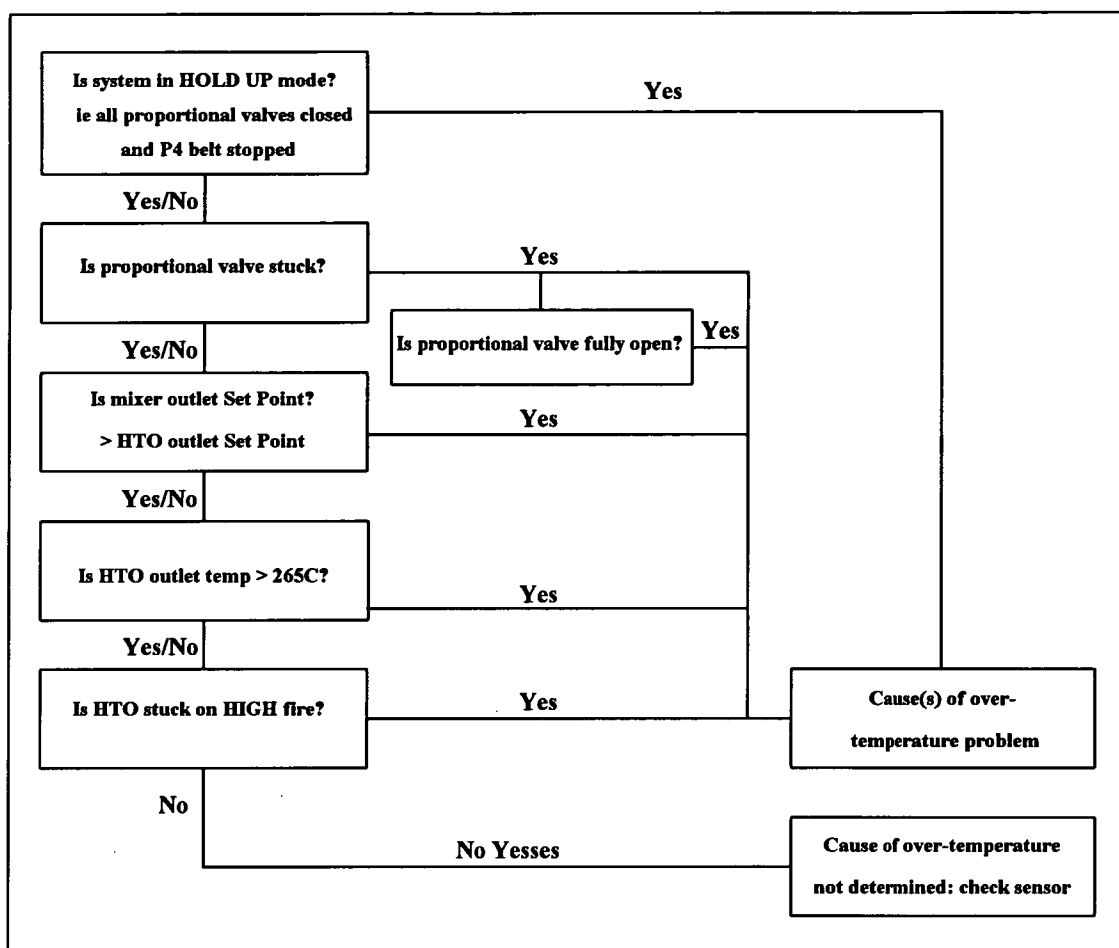 Is system in HOLD UP mode?
ie all proportional valves closed
and P4 belt stopped
Yes
Yes/No
Is proportional valve stuck?
Yes
Is proportional valve fully open?
Yes
Yes/No
Is mixer outlet Set Point?
> HTO outlet Set Point
Yes
Yes/No
Is HTO outlet temp > 265C?
Yes
Yes/No
Is HTO stuck on HIGH fire?
Yes
Cause(s) of over-
temperature problem
No
No Yesses
Cause of over-temperature
not determined: check sensor